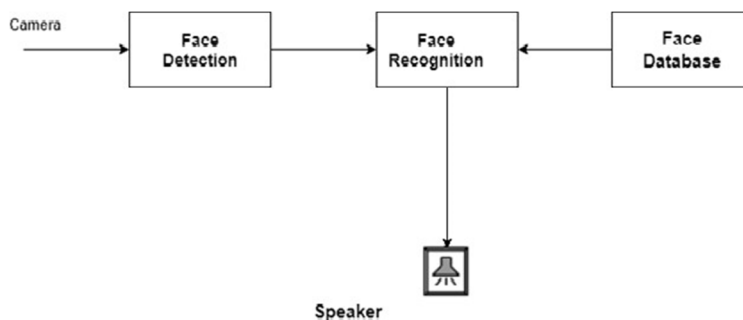 Camera
Face
Detection
Face
Recognition
Face
Database
Speaker